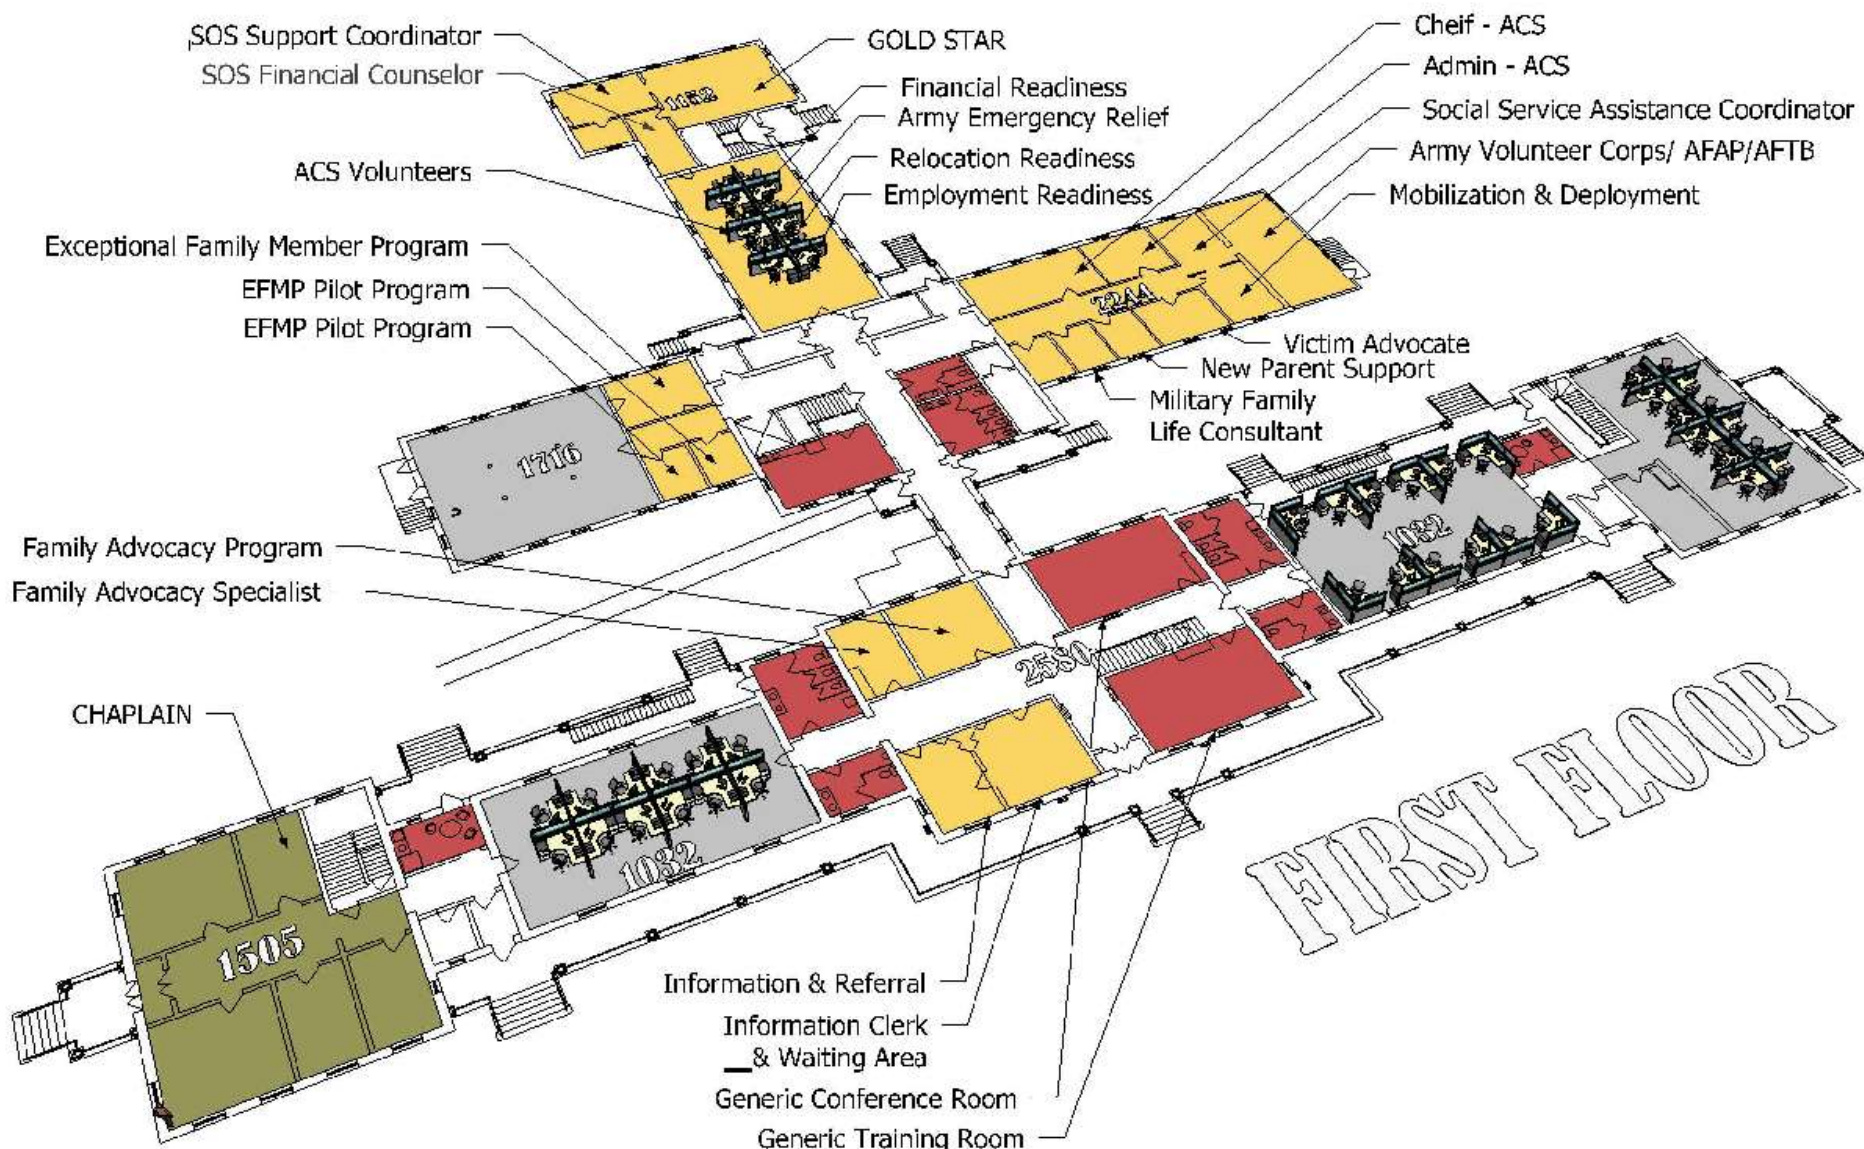 SOS Support Coordinator
SOS Financial Counselor
GOLD STAR
Cheif - ACS
Admin - ACS
Social Service Assistance Coordinator
Army Volunteer Corps/ AFAP/AFTB
Mobilization & Deployment
Financial Readiness
Army Emergency Relief
Relocation Readiness
Employment Readiness
ACS Volunteers
Exceptional Family Member Program
EFMP Pilot Program
EFMP Pilot Program
2244
Victim Advocate
New Parent Support
Military Family
Life Consultant
1716
1032
Family Advocacy Program
Family Advocacy Specialist
2580
CHAPLAIN
1032
1505
FIRST FLOOR
Information & Referral
Information Clerk
& Waiting Area
Generic Conference Room
Generic Training Room